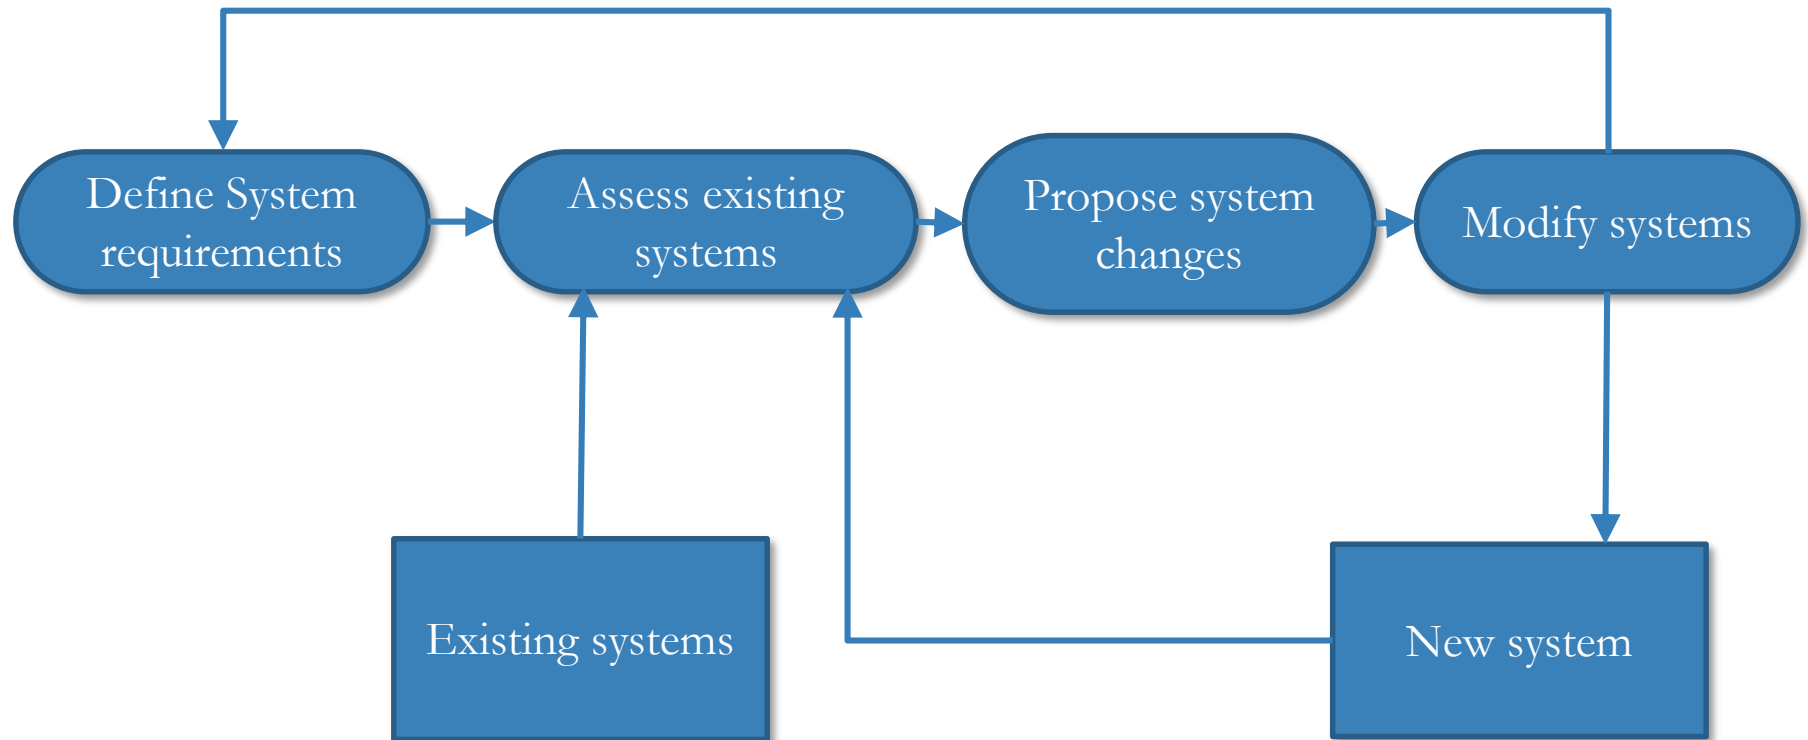 Define System
requirements
Assess existing
systems
Propose system
changes
Modify systems
Existing systems
New system